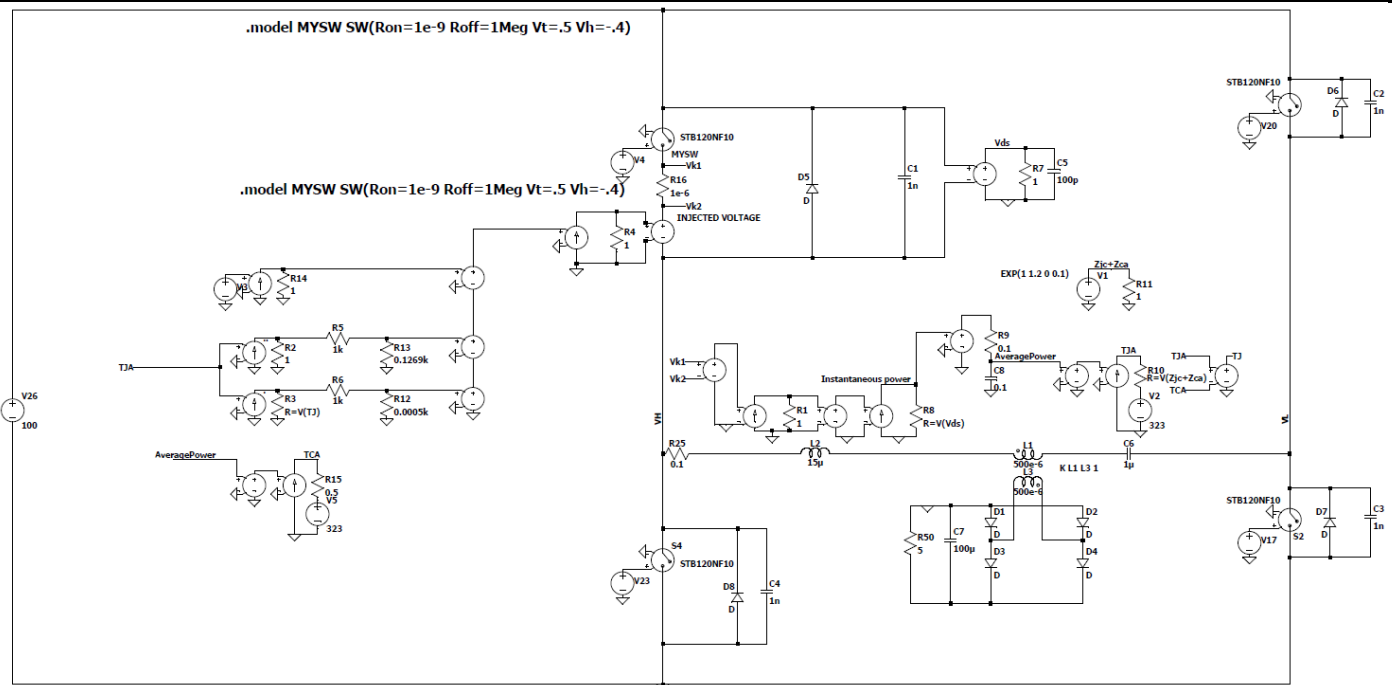 .model MYSW SW(Ron=1e-9 Roff=1Meg Vt=.5 Vh=-.4)
STB120NF10
D6
D
C2
1n
V20
STB120NF10
MYSW
V4
Vk1
R16
1e-6
Vk2
INJECTED VOLTAGE
D5
D
C1
1n
Vds
R7
1
C5
100p
.model MYSW SW(Ron=1e-9 Roff=1Meg Vt=.5 Vh=-.4)
R4
1
V3
R14
1
EXP(1 1.2 0 0.1)
Zjc+Zca
V1
R11
1
TJA
R2
1
R5
1k
R13
0.1269k
R3
R=V(TJ)
R6
1k
R12
0.0005k
V26
100
Vk1
Vk2
R1
1
Instantaneous power
R8
R=V(Vds)
R9
0.1
AveragePower
C8
0.1
TJA
R10
R=V(Zjc+Zca)
V2
323
TJA
TCA
TJ
VH
VL
AveragePower
TCA
R15
0.5
V5
323
R25
0.1
L2
15µ
L1
500e-6
L3
500e-6
K L1 L3 1
C6
1µ
R50
5
C7
100µ
D1
D
D2
D
D3
D
D4
D
STB120NF10
V17
S2
D7
D
C3
1n
S4
STB120NF10
V23
D8
D
C4
1n